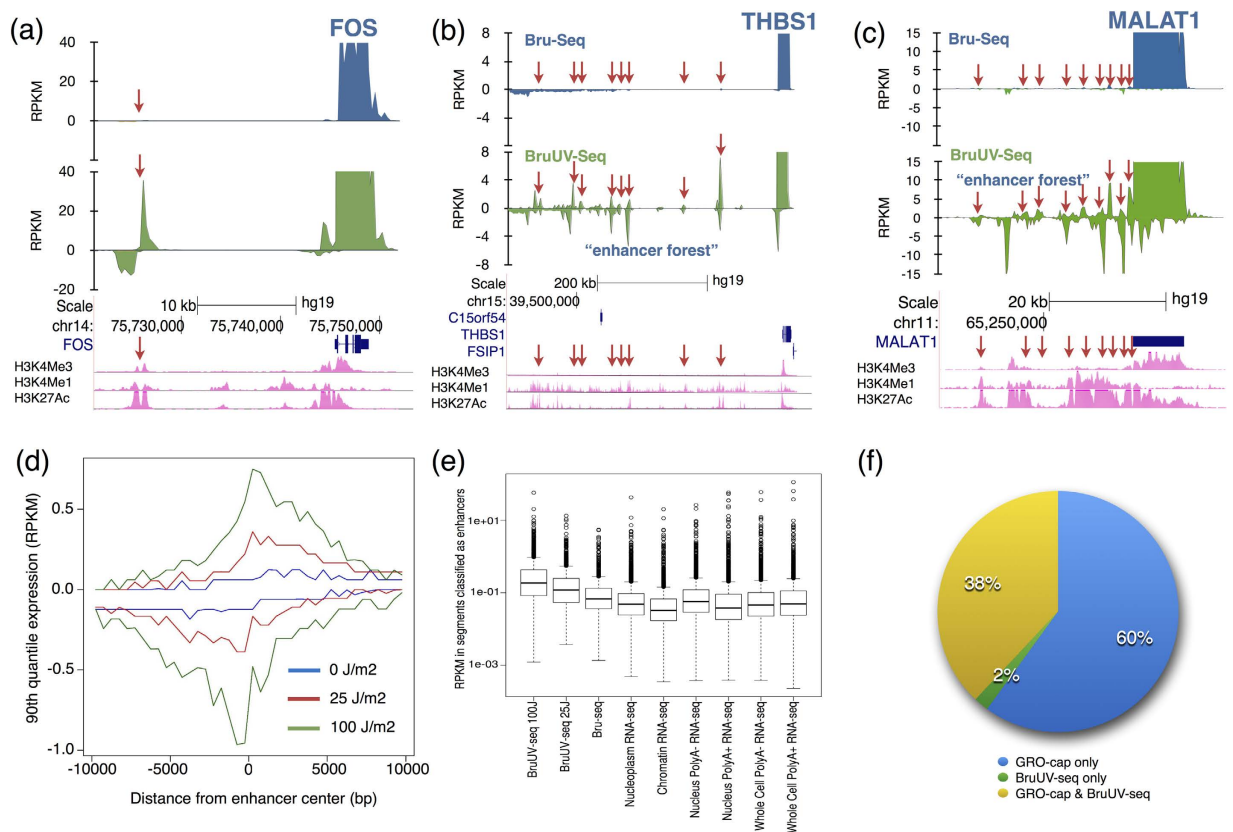 (a)
FOS
40
20
0
RPKM
40
20
0
-20
RPKM
Scale
10 kb
hg19
chr14:
75,730,000
75,740,000
75,750,000
FOS
H3K4Me3
H3K4Me1
H3K27Ac
(b)
THBS1
Bru-Seq
8
4
0
-4
RPKM
BruUV-Seq
8
4
0
-4
-8
RPKM
“enhancer forest”
Scale
200 kb
hg19
chr15:
39,500,000
C15orf54
THBS1
FSIP1
H3K4Me3
H3K4Me1
H3K27Ac
(c)
MALAT1
Bru-Seq
15
10
5
0
-5
-10
RPKM
BruUV-Seq
“enhancer forest”
15
10
5
0
-5
-10
-15
RPKM
Scale
20 kb
hg19
chr11:
65,250,000
MALAT1
H3K4Me3
H3K4Me1
H3K27Ac
(d)
90th quantile expression (RPKM)
0.5
0.0
-0.5
-1.0
0 J/m2
25 J/m2
100 J/m2
-10000
-5000
0
5000
10000
Distance from enhancer center (bp)
(e)
RPKM in segments classified as enhancers
1e+01
1e-01
1e-03
BruUV-seq 100J
BruUV-seq 25J
Bru-seq
Nucleoplasm RNA-seq
Chromatin RNA-seq
Nucleus PolyA- RNA-seq
Nucleus PolyA+ RNA-seq
Whole Cell PolyA- RNA-seq
Whole Cell PolyA+ RNA-seq
(f)
38%
60%
2%
GRO-cap only
BruUV-seq only
GRO-cap & BruUV-seq